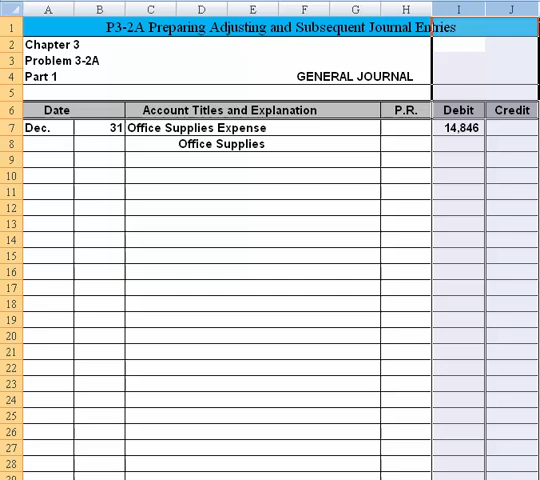 A B C D E F G H I J
1 P3-2A Preparing Adjusting and Subsequent Journal Entries
2 Chapter 3
3 Problem 3-2A
4 Part 1 GENERAL JOURNAL
5
6 Date Account Titles and Explanation P.R. Debit Credit
7 Dec. 31 Office Supplies Expense 14,846
8 Office Supplies
9
10
11
12
13
14
15
16
17
18
19
20
21
22
23
24
25
26
27
28
29